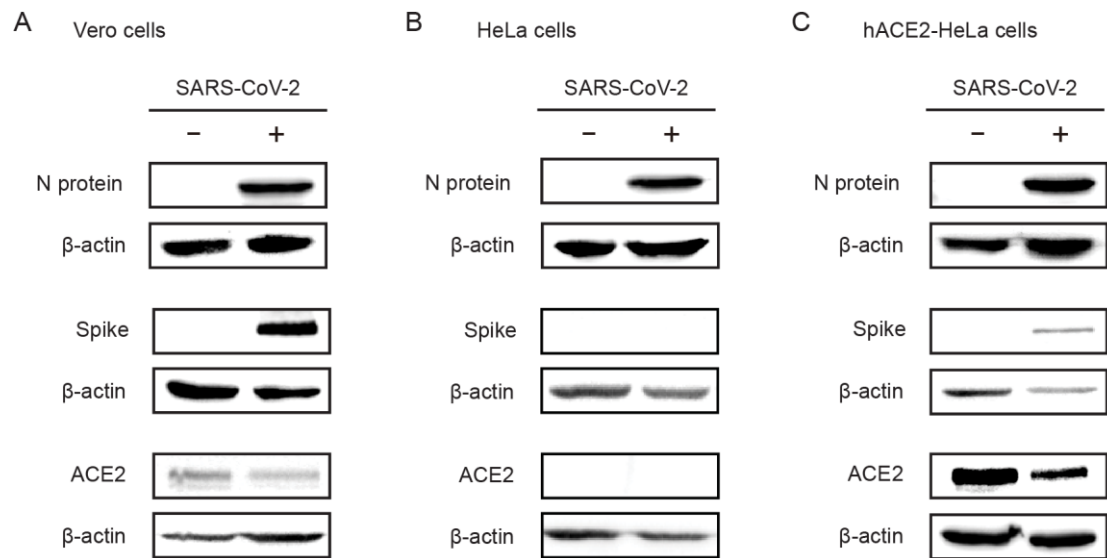 A Vero cells
SARS-CoV-2
− +
N protein
β-actin
Spike
β-actin
ACE2
β-actin
B HeLa cells
SARS-CoV-2
− +
N protein
β-actin
Spike
β-actin
ACE2
β-actin
C hACE2-HeLa cells
SARS-CoV-2
− +
N protein
β-actin
Spike
β-actin
ACE2
β-actin